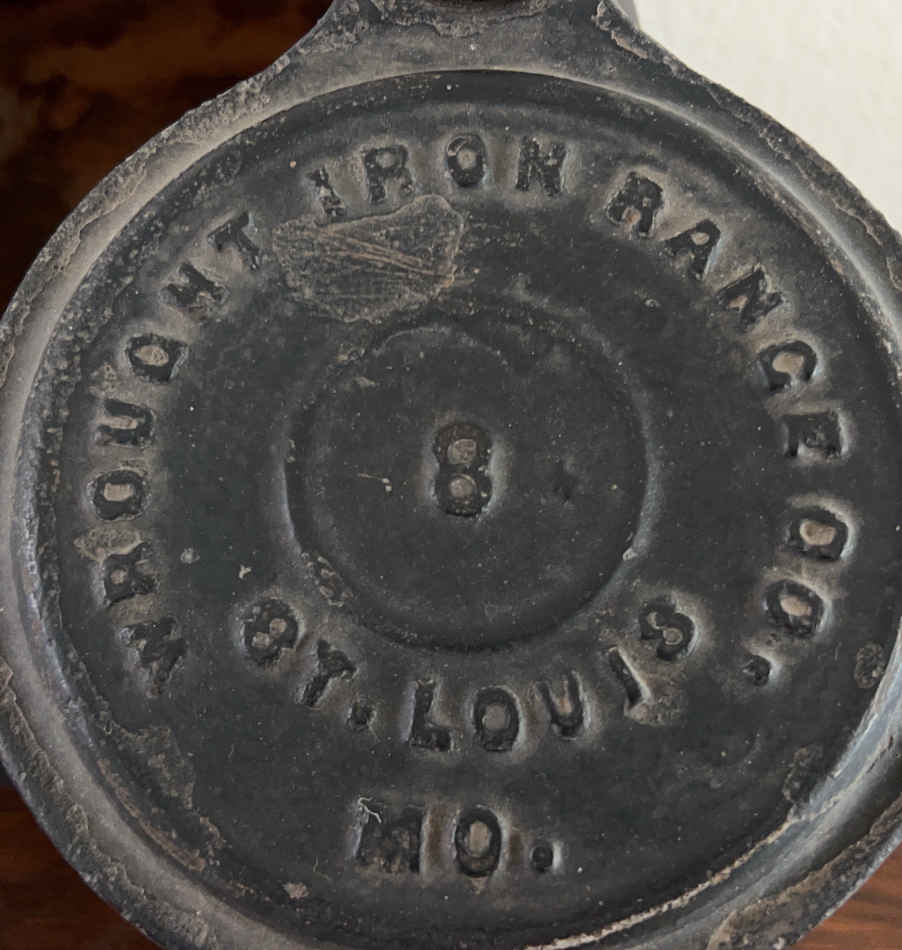 WROUGHT IRON RANGE CO.
8
ST. LOUIS
MO.